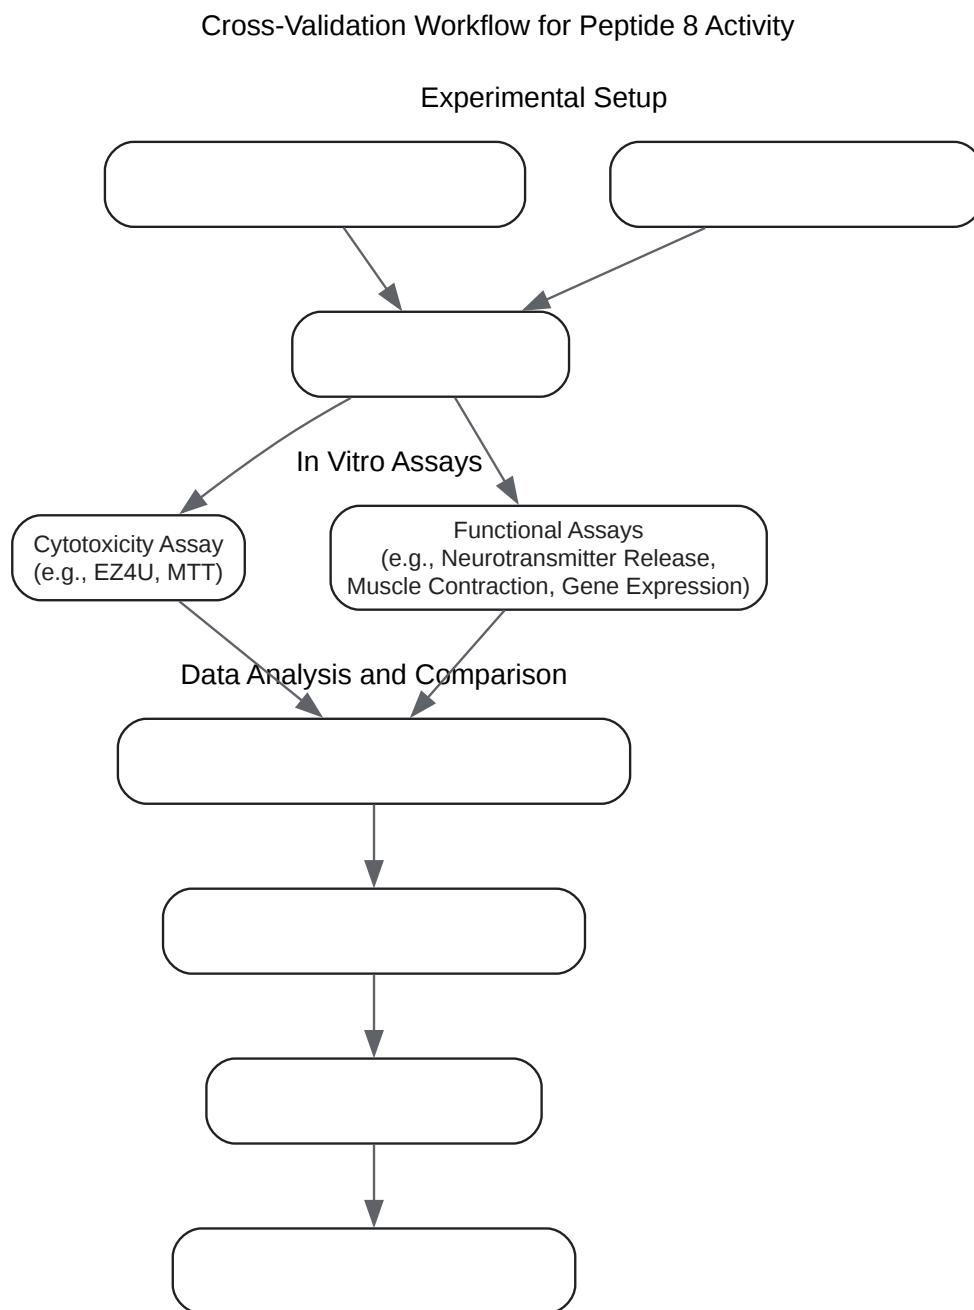 Cross-Validation Workflow for Peptide 8 Activity
Experimental Setup
In Vitro Assays
Cytotoxicity Assay
(e.g., EZ4U, MTT)
Functional Assays
(e.g., Neurotransmitter Release,
Muscle Contraction, Gene Expression)
Data Analysis and Comparison